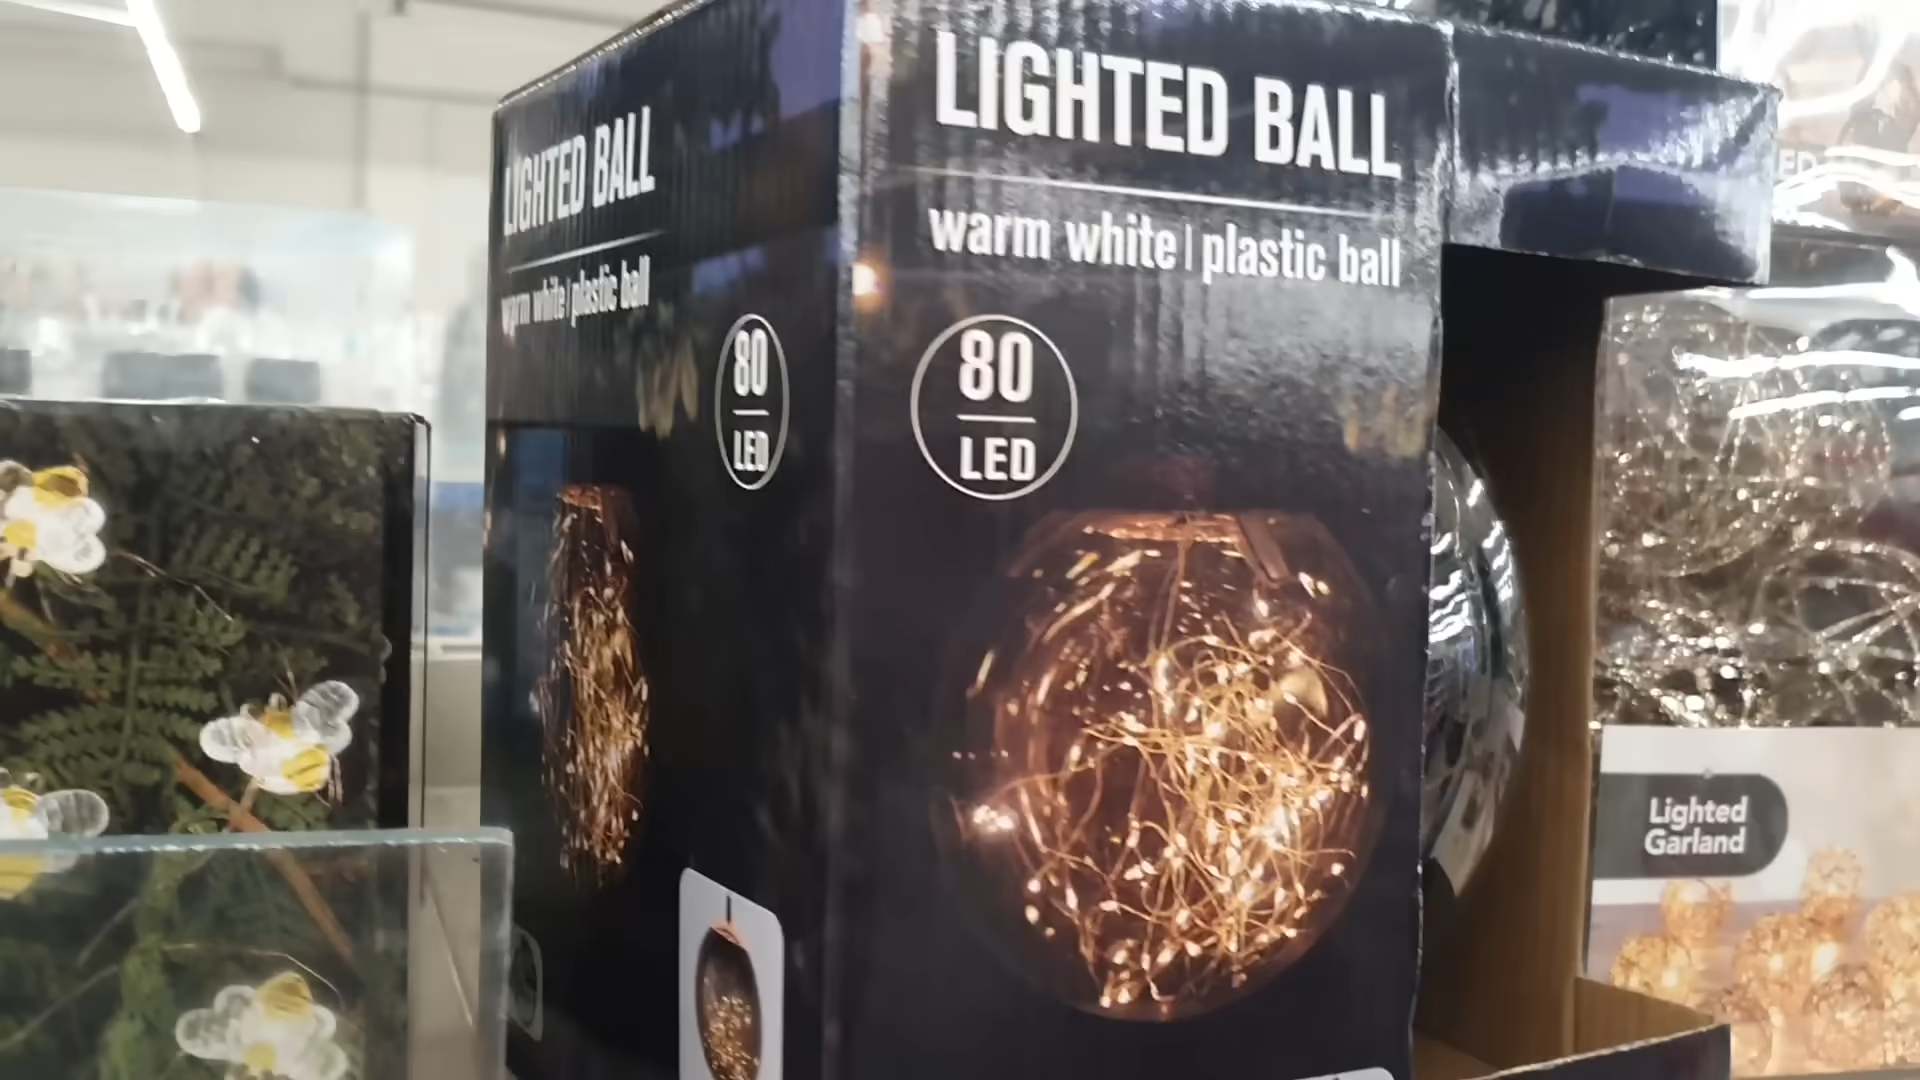 LIGHTED BALL
warm white | plastic ball
80
LED
LIGHTED BALL
warm white | plastic ball
80
LED
Lighted
Garland